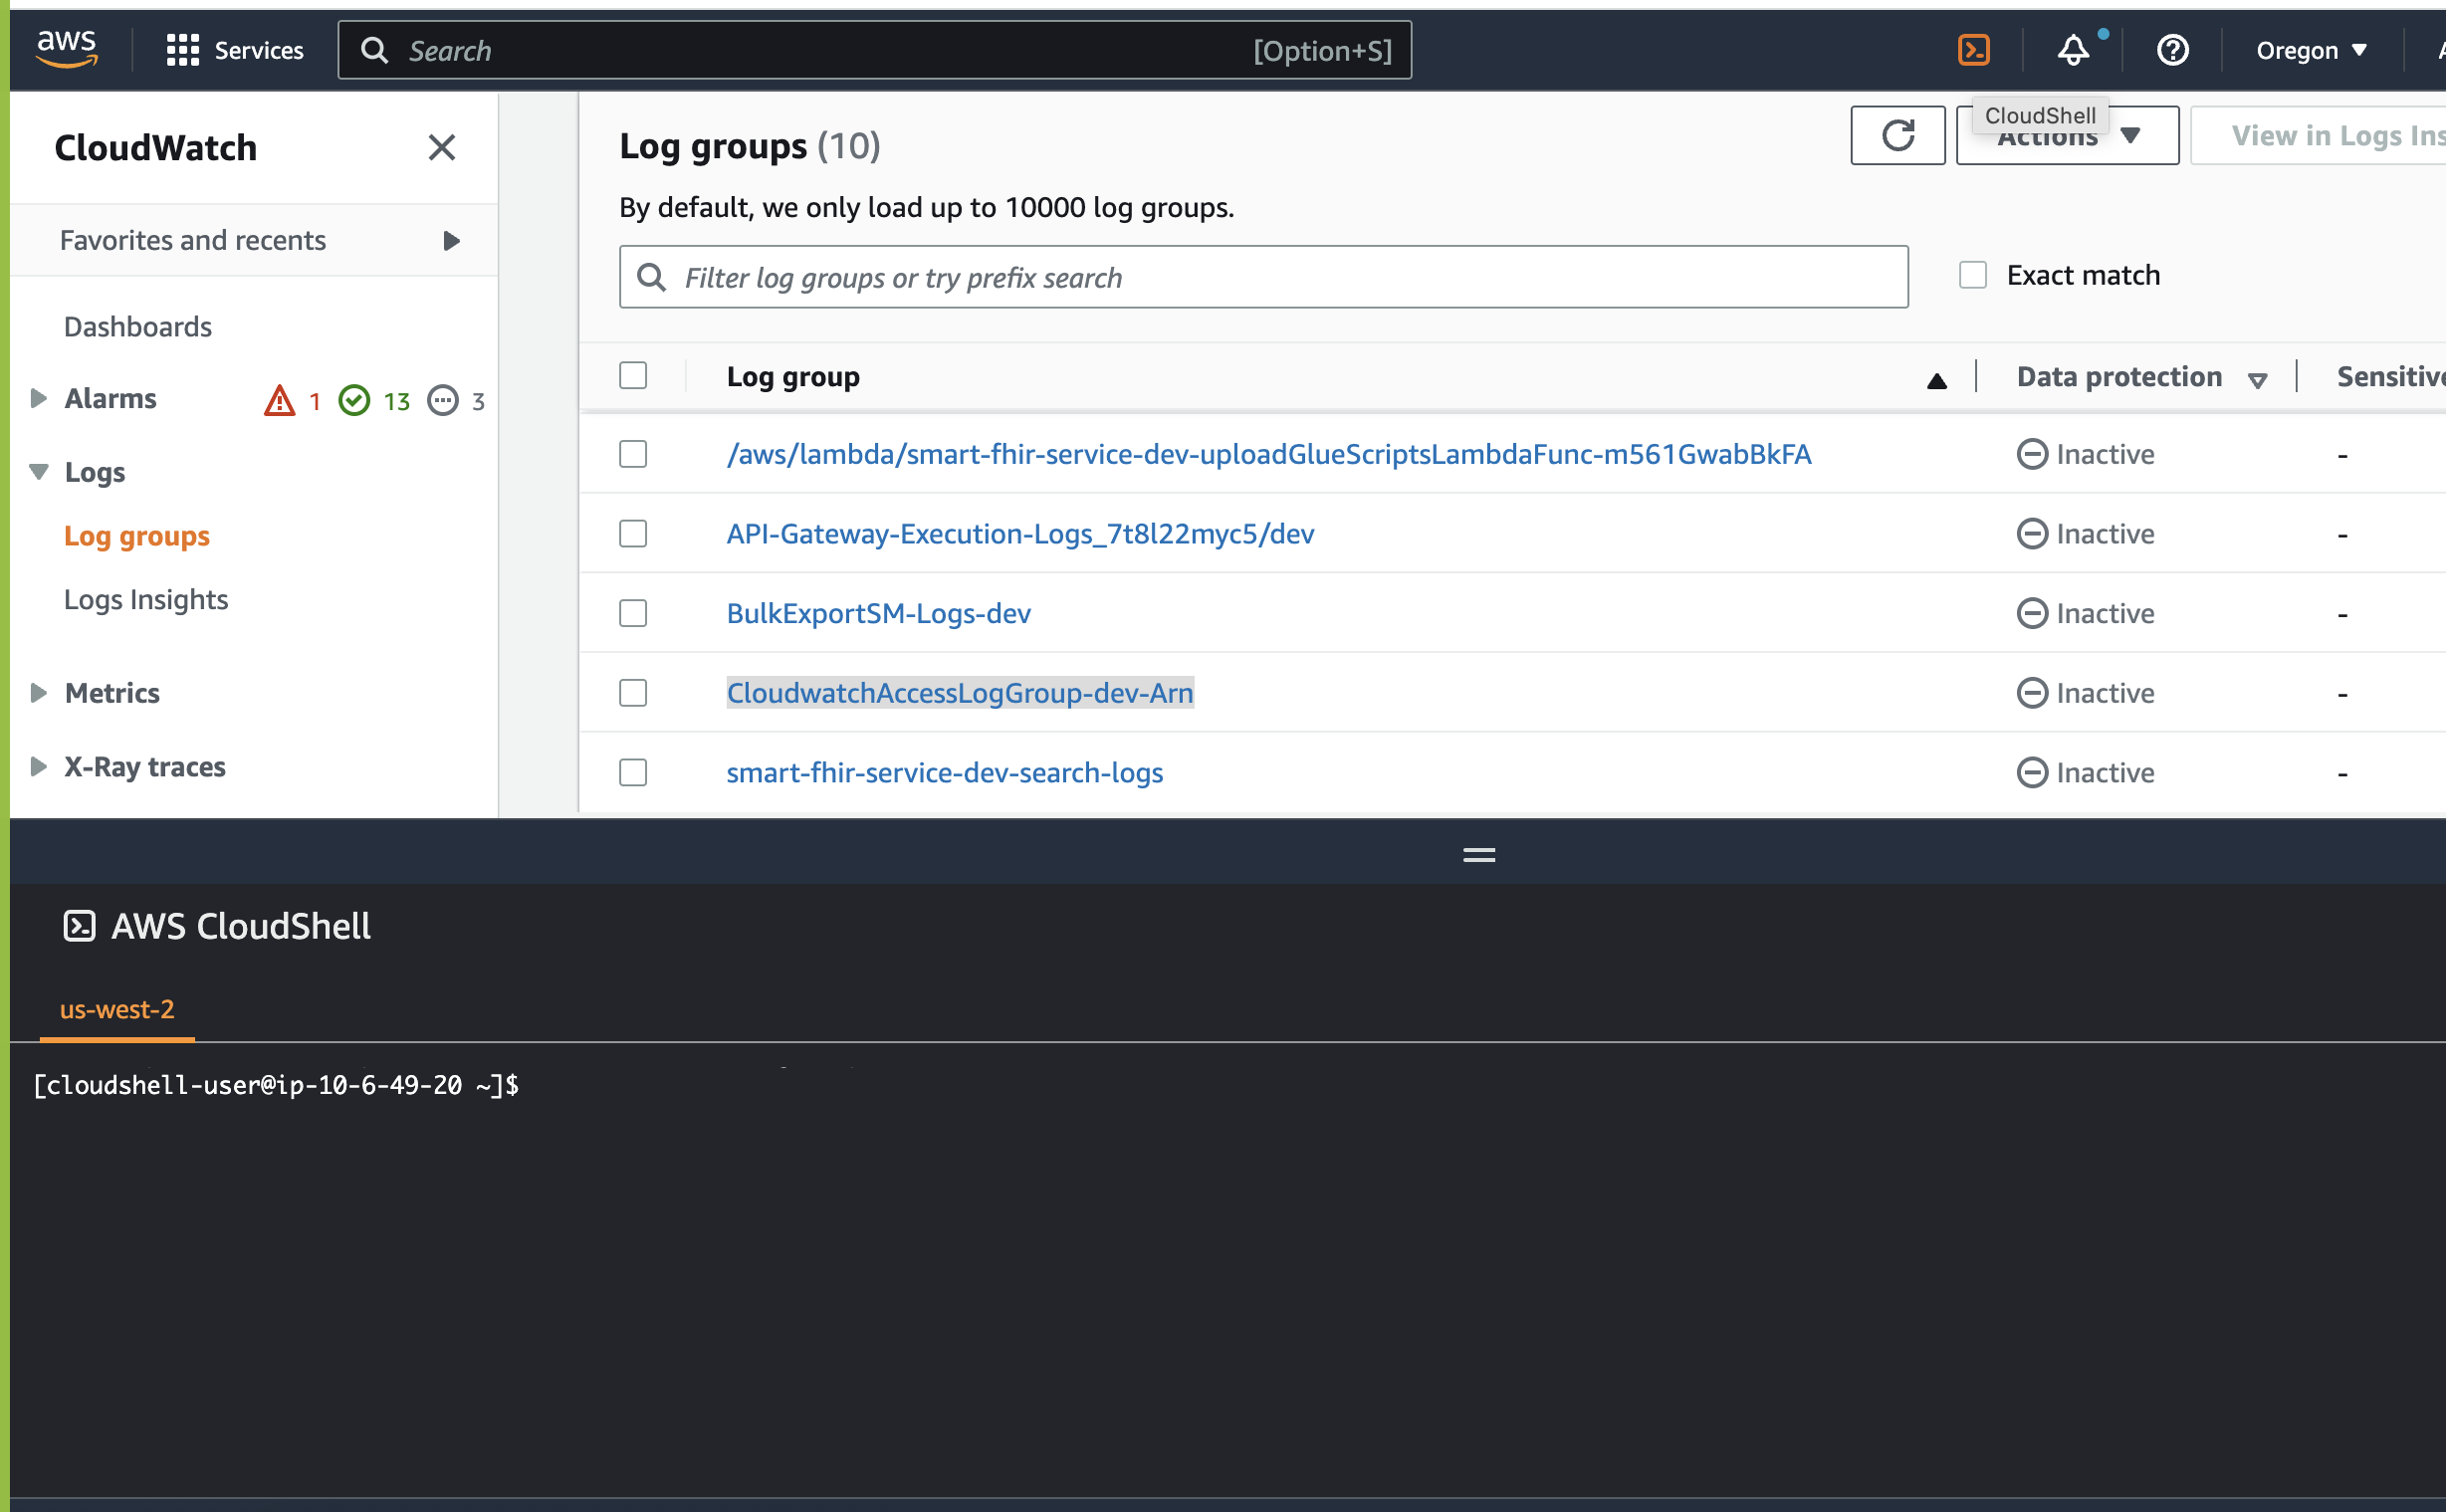 aws
Services
Search
[Option+S]
Oregon
CloudWatch
Favorites and recents
Dashboards
Alarms 1 13 3
Logs
Log groups
Logs Insights
Metrics
X-Ray traces
Log groups (10)
CloudShell
Actions
View in Logs Ins
By default, we only load up to 10000 log groups.
Filter log groups or try prefix search
Exact match
Log group Data protection Sensitive
/aws/lambda/smart-fhir-service-dev-uploadGlueScriptsLambdaFunc-m561GwabBkFA Inactive -
API-Gateway-Execution-Logs_7t8l22myc5/dev Inactive -
BulkExportSM-Logs-dev Inactive -
CloudwatchAccessLogGroup-dev-Arn Inactive -
smart-fhir-service-dev-search-logs Inactive -
AWS CloudShell
us-west-2
[cloudshell-user@ip-10-6-49-20 ~]$